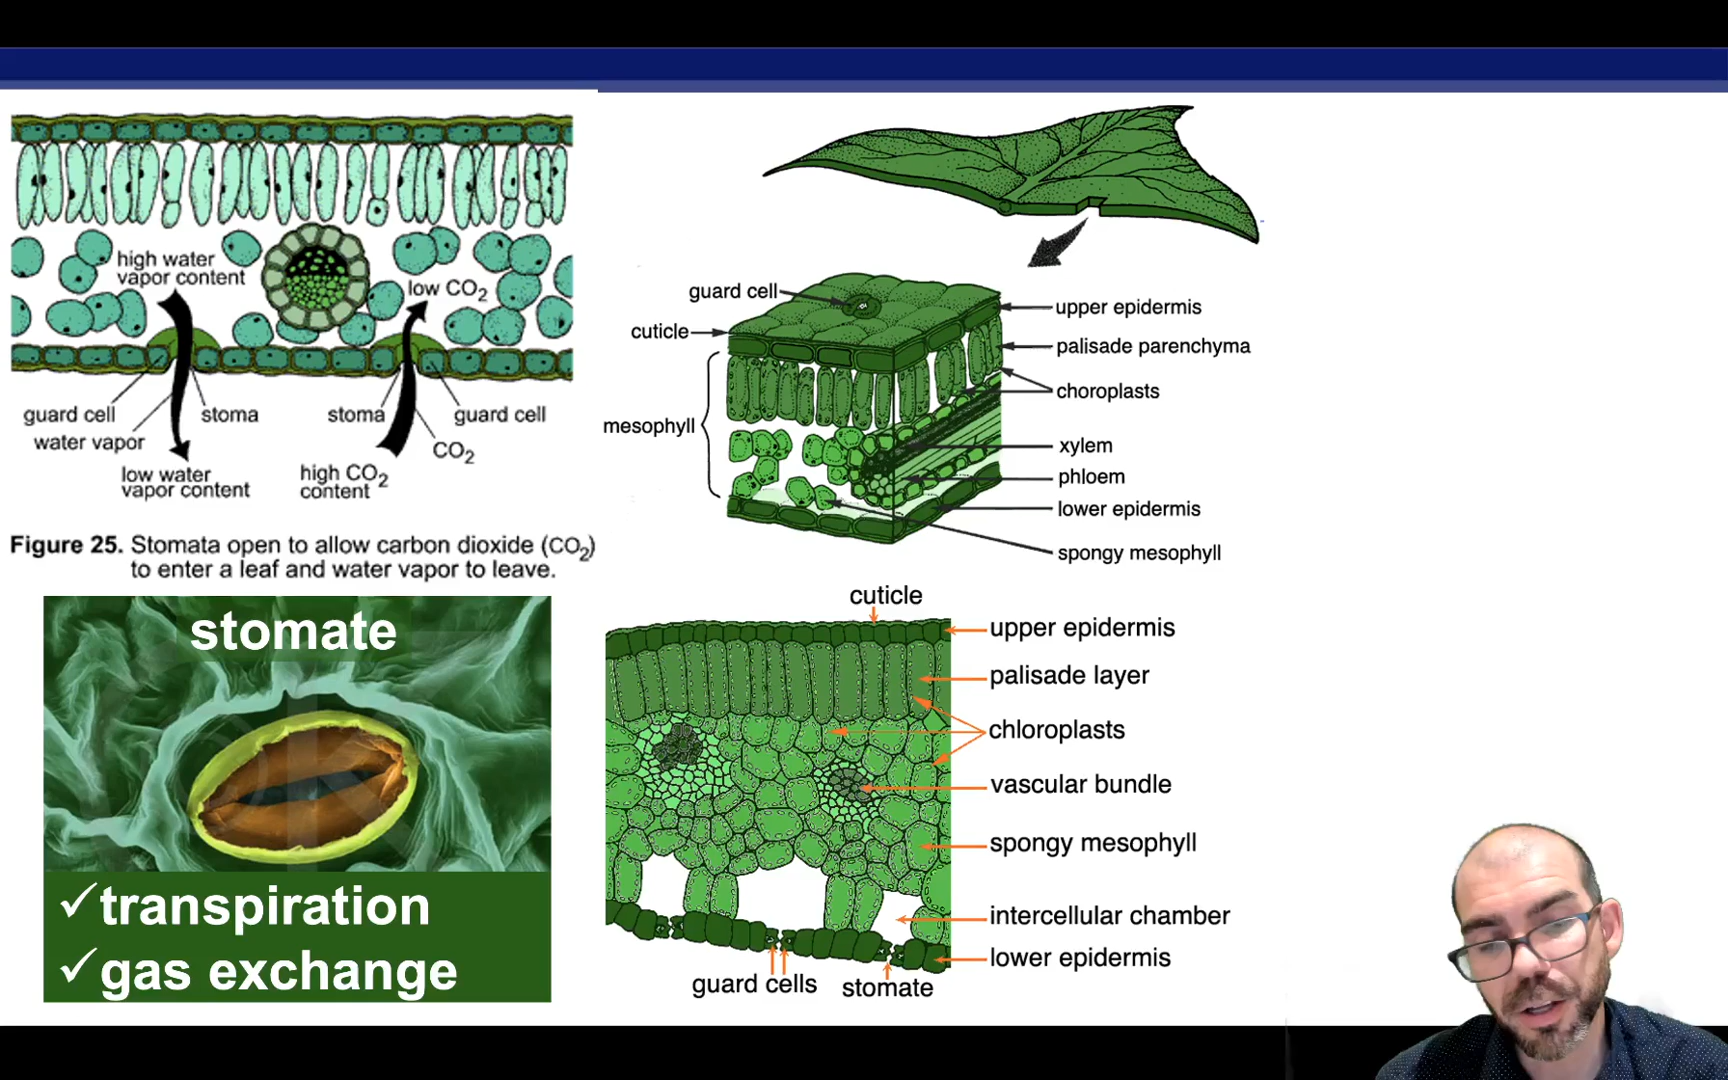 high water
vapor content
low CO2
guard cell
stoma
stoma
guard cell
water vapor
CO2
low water
vapor content
high CO2
content
Figure 25. Stomata open to allow carbon dioxide (CO2)
to enter a leaf and water vapor to leave.
stomate
✓transpiration
✓gas exchange
guard cell
cuticle
mesophyll
upper epidermis
palisade parenchyma
choroplasts
xylem
phloem
lower epidermis
spongy mesophyll
cuticle
upper epidermis
palisade layer
chloroplasts
vascular bundle
spongy mesophyll
intercellular chamber
lower epidermis
guard cells
stomate